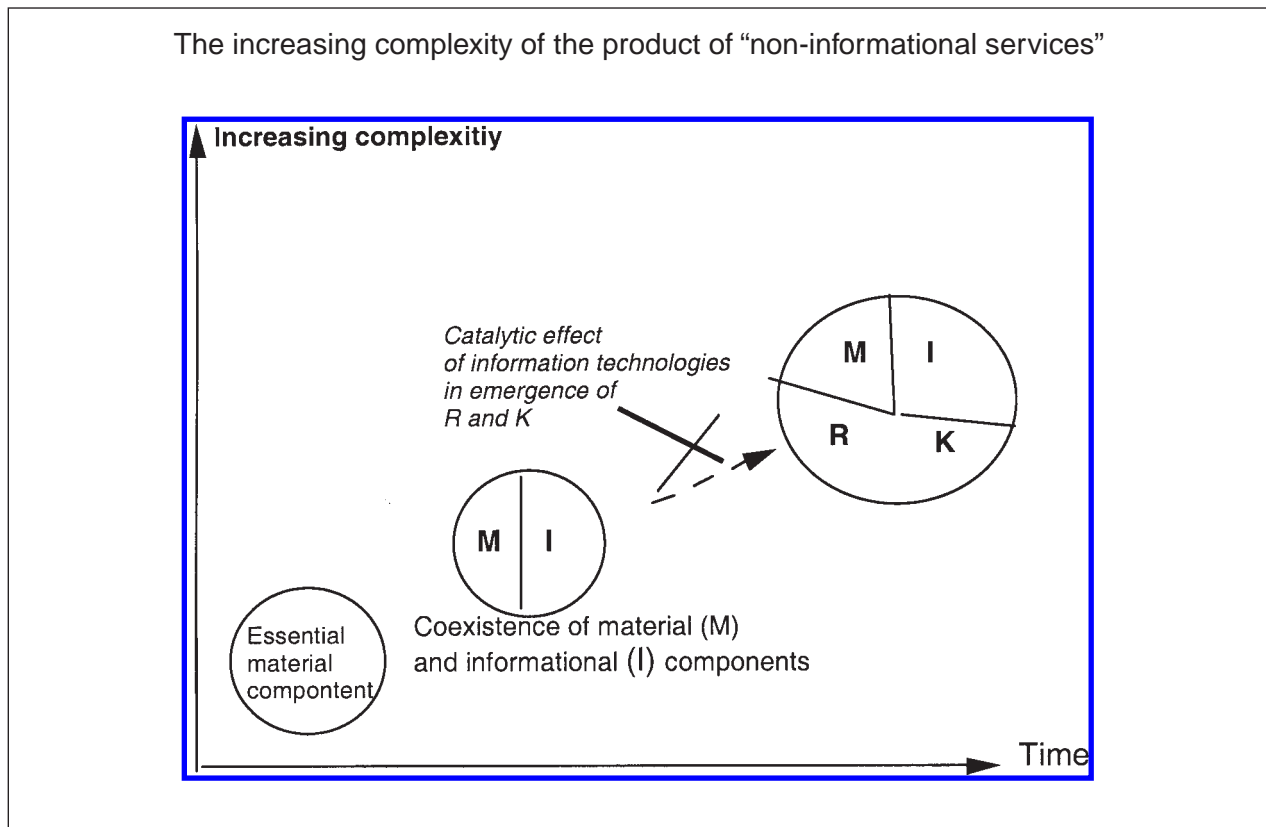 The increasing complexity of the product of “non-informational services”
Increasing complexitiy
Catalytic effect
of information technologies
in emergence of
R and K
M
I
R
K
M
I
Essential
material
compontent
Coexistence of material (M)
and informational (I) components
Time